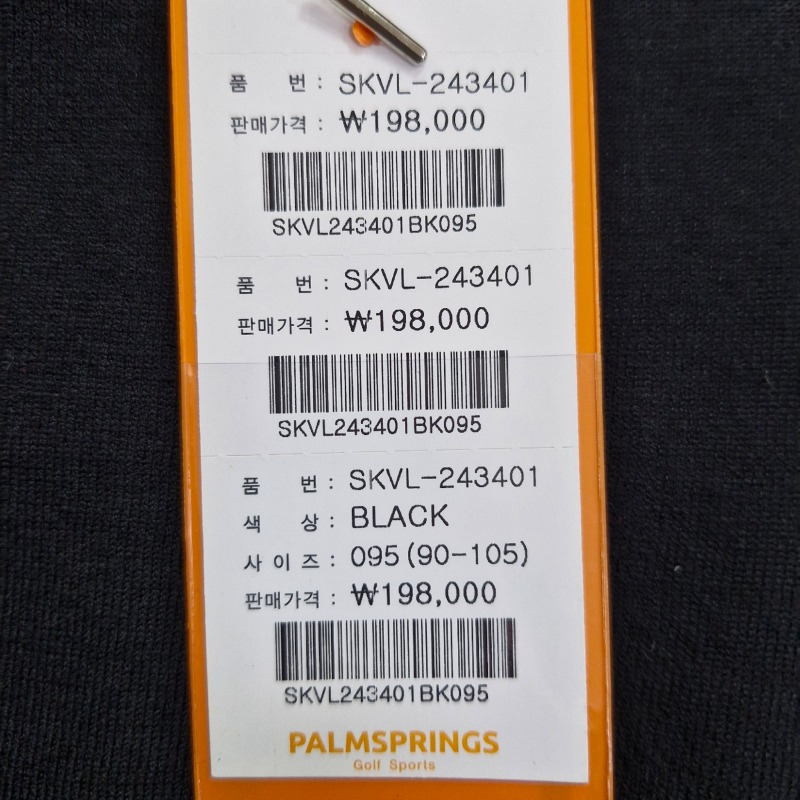 품 번 : SKVL-243401
판매가격 : ₩198,000
SKVL243401BK095
품 번 : SKVL-243401
판매가격 : ₩198,000
SKVL243401BK095
품 번 : SKVL-243401
색 상 : BLACK
사 이 즈 : 095(90-105)
판매가격 : ₩198,000
SKVL243401BK095
PALMSPRINGS
Golf Sports